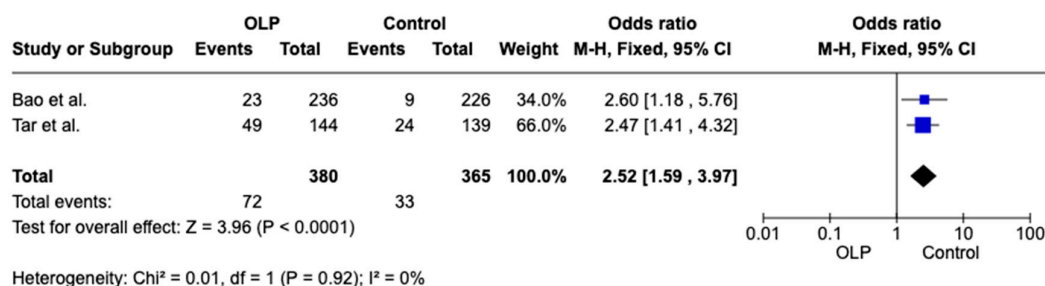 OLP Control Odds ratio Odds ratio
Study or Subgroup Events Total Events Total Weight M-H, Fixed, 95% CI M-H, Fixed, 95% CI
Bao et al. 23 236 9 226 34.0% 2.60 [1.18 , 5.76]
Tar et al. 49 144 24 139 66.0% 2.47 [1.41 , 4.32]
Total 380 365 100.0% 2.52 [1.59 , 3.97]
Total events: 72 33
Test for overall effect: Z = 3.96 (P < 0.0001)
0.01 0.1 1 10 100
OLP Control
Heterogeneity: Chi² = 0.01, df = 1 (P = 0.92); I² = 0%